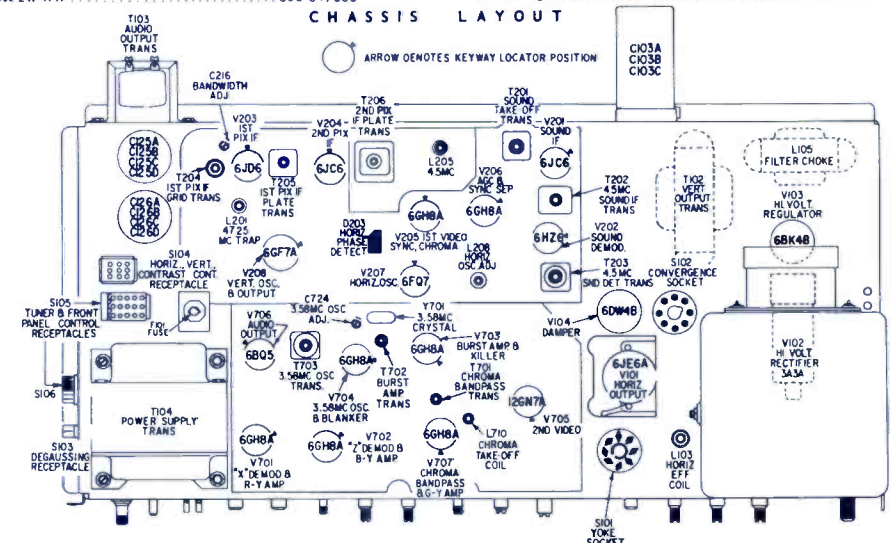 CHASSIS LAYOUT
ARROW DENOTES KEYWAY LOCATOR POSITION
T103
AUDIO
OUTPUT
TRANS
C216
BANDWIDTH
ADJ
V203
1ST
PIX IF
6JD6
V204
2ND PIX
IF
6JC6
T206
2ND PIX
IF PLATE
TRANS
T201
SOUND
TAKE-OFF
TRANS
V201
SOUND
IF
6JC6
C103A
C103B
C103C
C125A
C125B
C125C
C125D
T204
1ST PIX IF
GRID TRANS
T205
1ST PIX IF
PLATE
TRANS
L205
4.5MC
V206
AGC &
SYNC SEP
6GH8A
T202
4.5MC
SOUND IF
TRANS
T102
VERT
OUTPUT
TRANS
L105
FILTER CHOKE
V103
HI. VOLT.
REGULATOR
6BK4B
C126A
C126B
C126C
C126D
L201
4725
MC TRAP
D203
HORIZ
PHASE
DETECT
6GH8A
V205 1ST VIDEO
SYNC, CHROMA
6HZ6
V202
SOUND
DEMOD.
S104
HORIZ., VERT.
CONTRAST CONT.
RECEPTACLE
6GF7A
V208
VERT. OSC.
& OUTPUT
V207
HORIZ.OSC
6FQ7
L208
HORIZ
OSC.ADJ
T203
4.5 MC
SND DET TRANS
S102
CONVERGENCE
SOCKET
S105
TUNER & FRONT
PANEL CONTROL
RECEPTACLES
F101
FUSE
C724
3.58MC OSC
ADJ.
Y701
3.58MC
CRYSTAL
6DW4B
V104
DAMPER
V706
AUDIO
OUTPUT
6BQ5
T703
3.58MC OSC
TRANS.
6GH8A
V704
3.58MC OSC
& BLANKER
T702
BURST
AMP
TRANS
6GH8A
V703
BURST AMP &
KILLER
T701
CHROMA
BANDPASS
TRANS
6JE6A
V101
HORIZ
OUTPUT
V102
HI VOLT
RECTIFIER
3A3A
S106
T104
POWER SUPPLY
TRANS
12GN7A
V705
2ND VIDEO
S103
DEGAUSSING
RECEPTACLE
6GH8A
V701
"X" DEMOD &
R-Y AMP
6GH8A
V702
"Z" DEMOD &
B-Y AMP
6GH8A
V707
CHROMA
BANDPASS
& G-Y AMP
L710
CHROMA
TAKE-OFF
COIL
L103
HORIZ
EFF
COIL
S101
YOKE
SOCKET